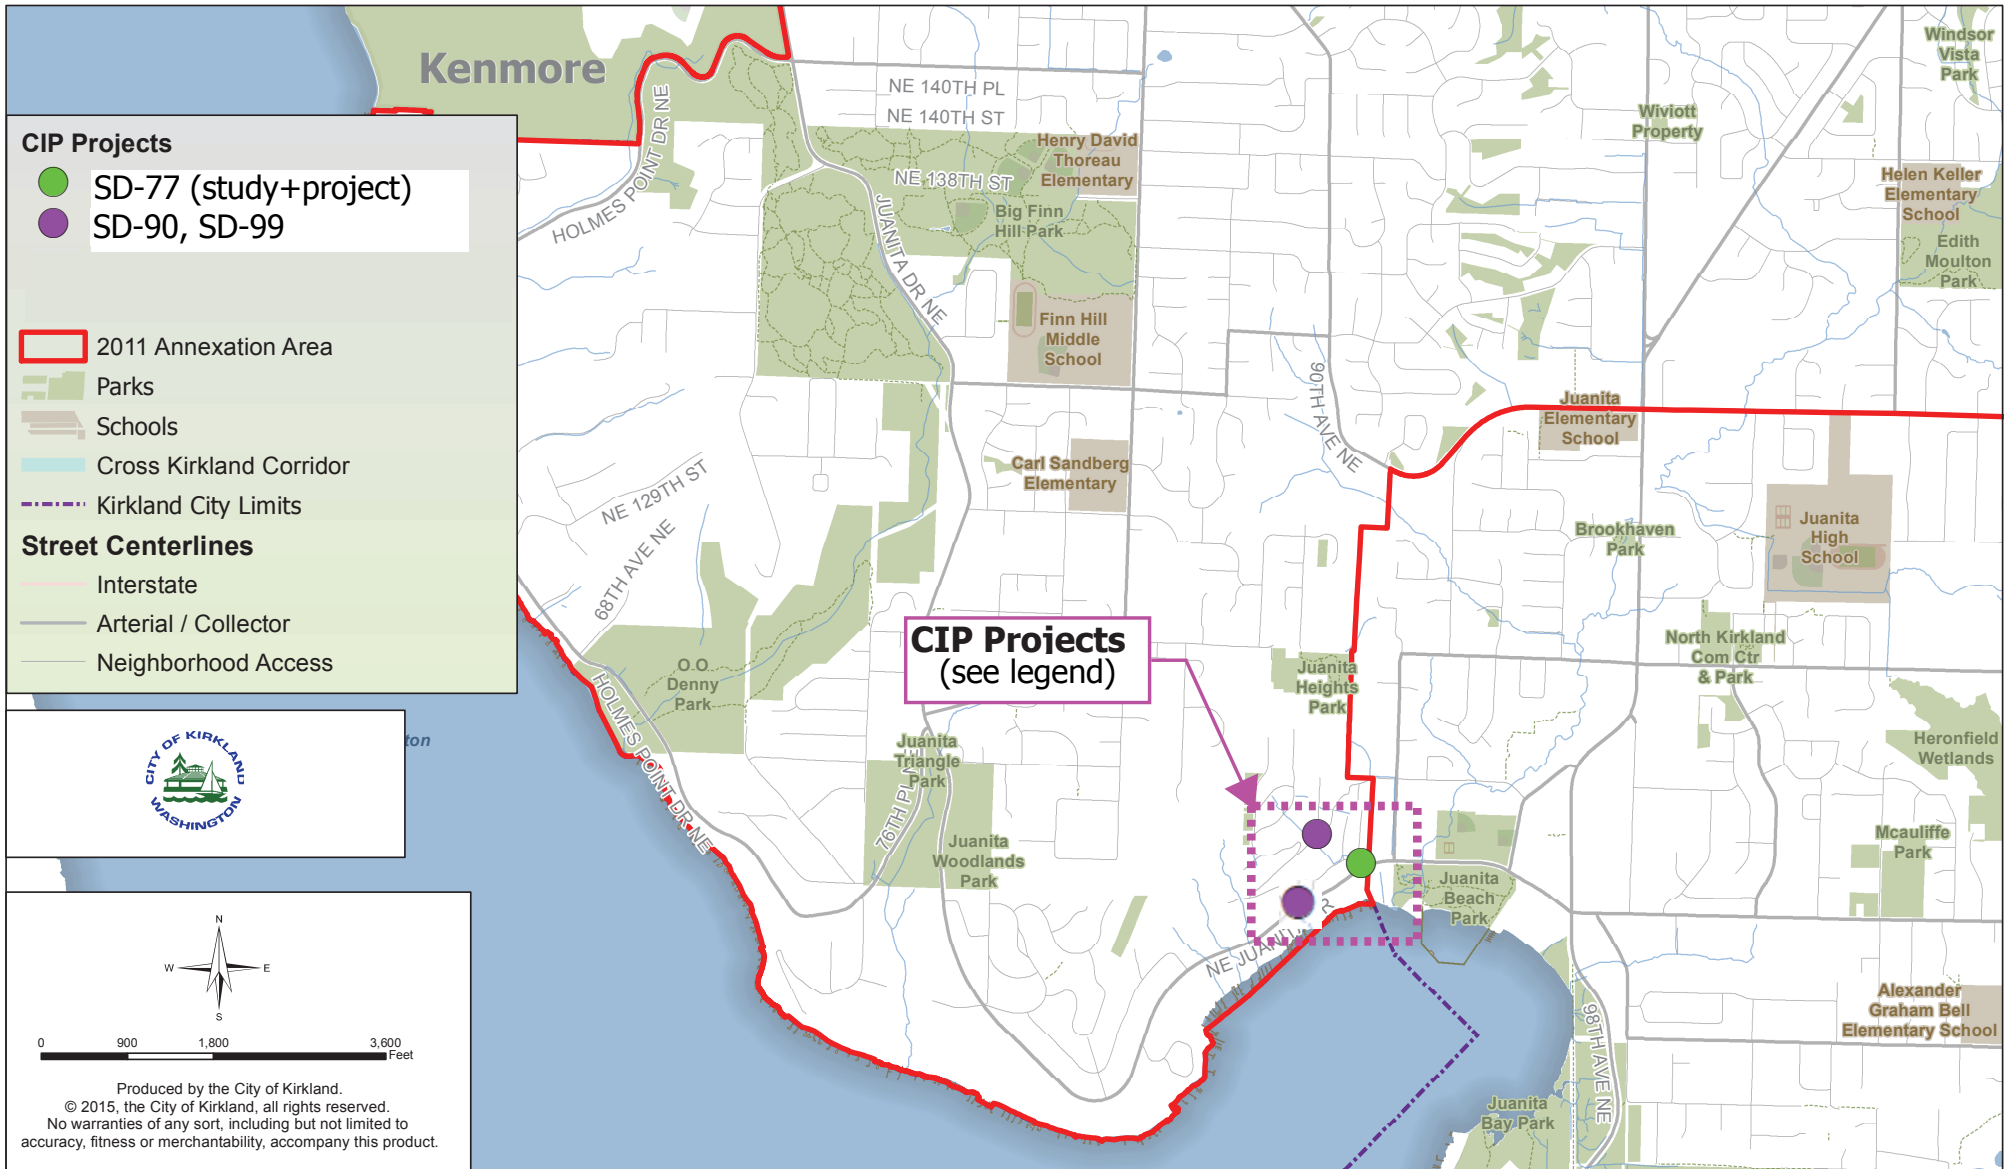 Kenmore
CIP Projects
SD-77 (study+project)
SD-90, SD-99
2011 Annexation Area
Parks
Schools
Cross Kirkland Corridor
Kirkland City Limits
Street Centerlines
Interstate
Arterial / Collector
Neighborhood Access
CITY OF KIRKLAND
WASHINGTON
ton
N
W E
S
0 900 1,800 3,600
Feet
Produced by the City of Kirkland.
© 2015, the City of Kirkland, all rights reserved.
No warranties of any sort, including but not limited to
accuracy, fitness or merchantability, accompany this product.
HOLMES POINT DR NE
NE 140TH PL
NE 140TH ST
Henry David
Thoreau
Elementary
NE 138TH ST
Big Finn
Hill Park
JUANITA DR NE
Finn Hill
Middle
School
Windsor
Vista
Park
Wiviott
Property
Helen Keller
Elementary
School
Edith
Moulton
Park
90TH AVE NE
Juanita
Elementary
School
Carl Sandberg
Elementary
NE 129TH ST
68TH AVE NE
Brookhaven
Park
Juanita
High
School
CIP Projects
(see legend)
O.O.
Denny
Park
HOLMES POINT DR NE
Juanita
Triangle
Park
76TH PL
Juanita
Woodlands
Park
Juanita
Heights
Park
North Kirkland
Com Ctr
& Park
Heronfield
Wetlands
Mcauliffe
Park
Juanita
Beach
Park
NE JUANI
98TH AVE NE
Alexander
Graham Bell
Elementary School
Juanita
Bay Park